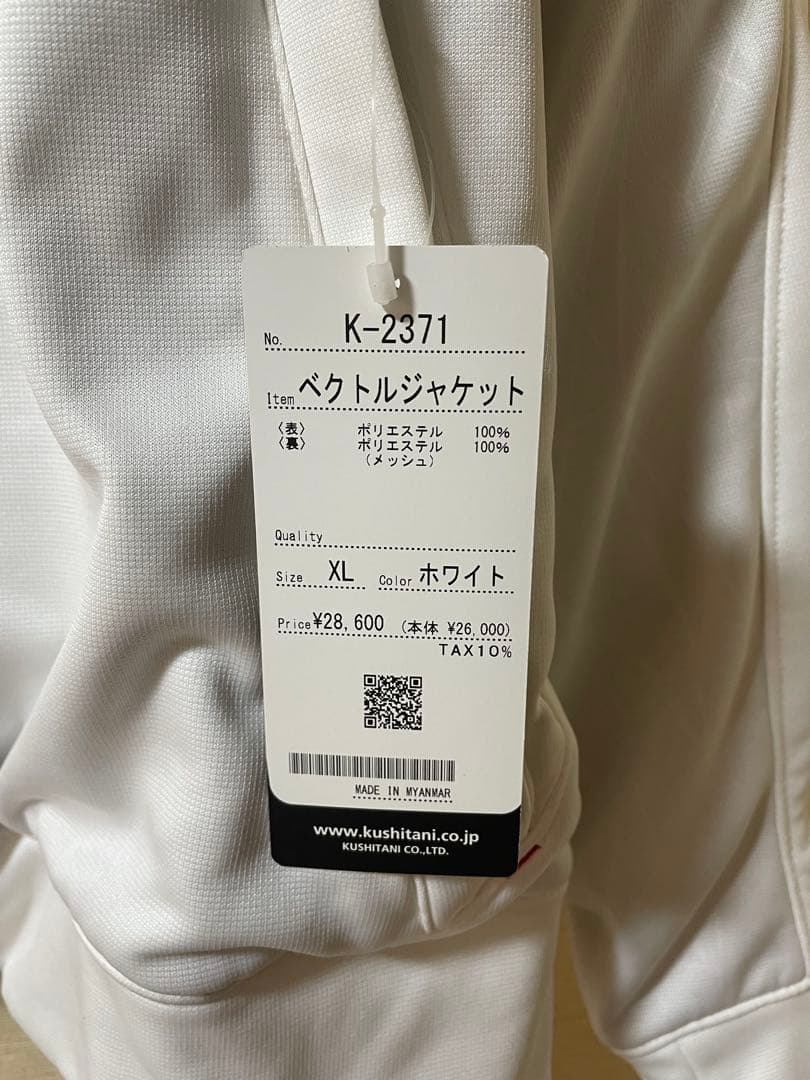 No. K-2371
Item ベクトルジャケット
〈表〉 ポリエステル 100%
〈裏〉 ポリエステル 100%
(メッシュ)
Quality
Size XL Color ホワイト
Price ¥28,600 (本体 ¥26,000)
TAX10%
MADE IN MYANMAR
www.kushitani.co.jp
KUSHITANI CO.,LTD.